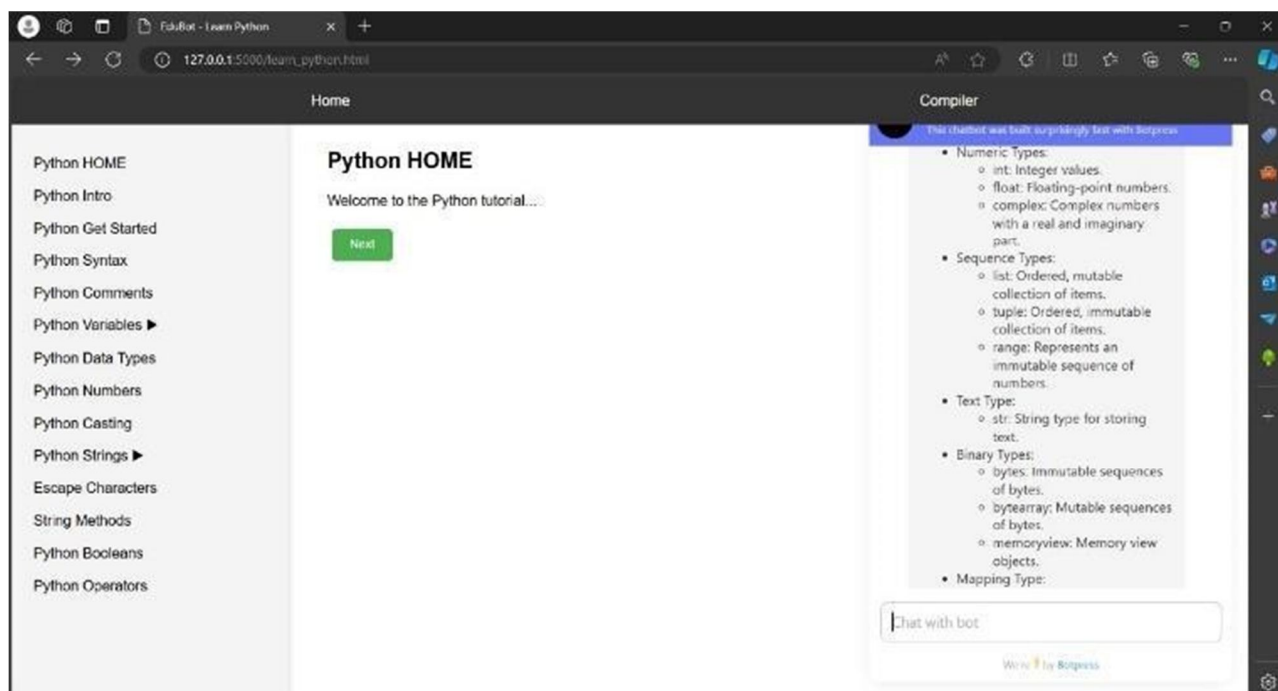 EduBot - Learn Python
127.0.0.1:5000/learn_python.html
Home
Compiler
Python HOME
Python Intro
Python Get Started
Python Syntax
Python Comments
Python Variables ▶
Python Data Types
Python Numbers
Python Casting
Python Strings ▶
Escape Characters
String Methods
Python Booleans
Python Operators
Python HOME
Welcome to the Python tutorial...
Next
This chatbot was built surprisingly fast with Botpress
• Numeric Types:
◦ int: Integer values.
◦ float: Floating-point numbers.
◦ complex: Complex numbers
with a real and imaginary
part.
• Sequence Types:
◦ list: Ordered, mutable
collection of items.
◦ tuple: Ordered, immutable
collection of items.
◦ range: Represents an
immutable sequence of
numbers.
• Text Type:
◦ str: String type for storing
text.
• Binary Types:
◦ bytes: Immutable sequences
of bytes.
◦ bytearray: Mutable sequences
of bytes.
◦ memoryview: Memory view
objects.
• Mapping Type:
Chat with bot
by Botpress